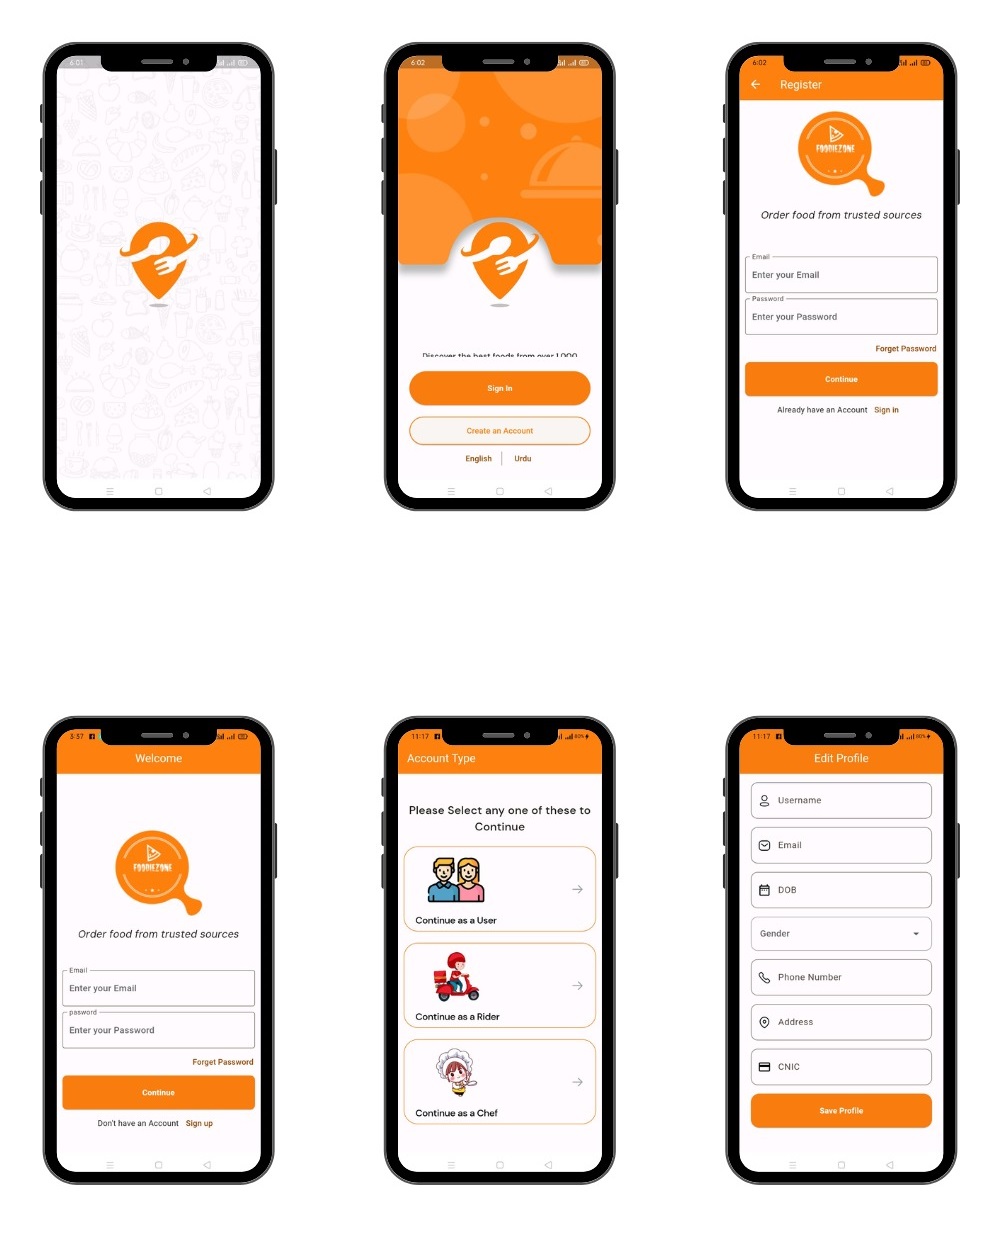 6:01
6:02
Discover the best foods from over 1,000
Sign In
Create an Account
English | Urdu
6:02
Register
FOODIEZONE
Order food from trusted sources
Email
Enter your Email
Password
Enter your Password
Forget Password
Continue
Already have an Account Sign in
3:57
Welcome
FOODIEZONE
Order food from trusted sources
Email
Enter your Email
password
Enter your Password
Forget Password
Continue
Don't have an Account Sign up
11:17 80%
Account Type
Please Select any one of these to
Continue
Continue as a User
Continue as a Rider
Continue as a Chef
11:17 80%
Edit Profile
Username
Email
DOB
Gender
Phone Number
Address
CNIC
Save Profile